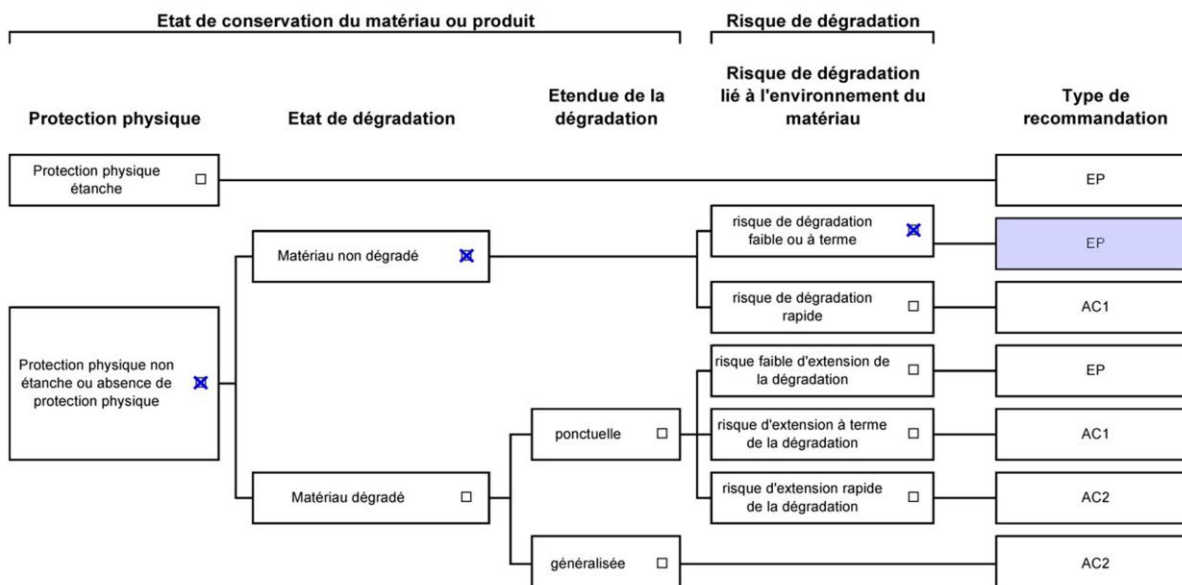 Etat de conservation du matériau ou produit
Risque de dégradation
Protection physique
Etat de dégradation
Etendue de la
dégradation
Risque de dégradation
lié à l'environnement du
matériau
Type de
recommandation
Protection physique
étanche
EP
risque de dégradation
faible ou à terme
EP
Matériau non dégradé
risque de dégradation
rapide
AC1
Protection physique non
étanche ou absence de
protection physique
risque faible d'extension de
la dégradation
EP
ponctuelle
risque d'extension à terme
de la dégradation
AC1
Matériau dégradé
risque d'extension rapide
de la dégradation
AC2
généralisée
AC2